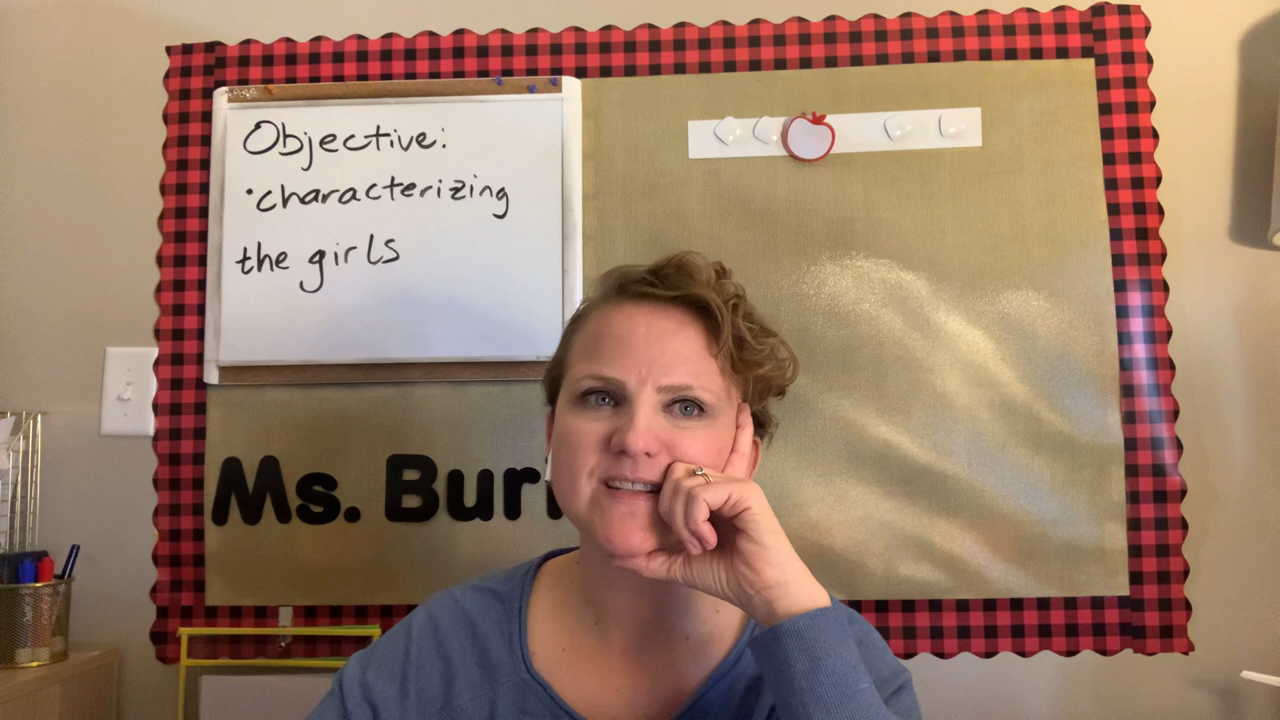 Objective:
•characterizing
the girls
Ms. Bur